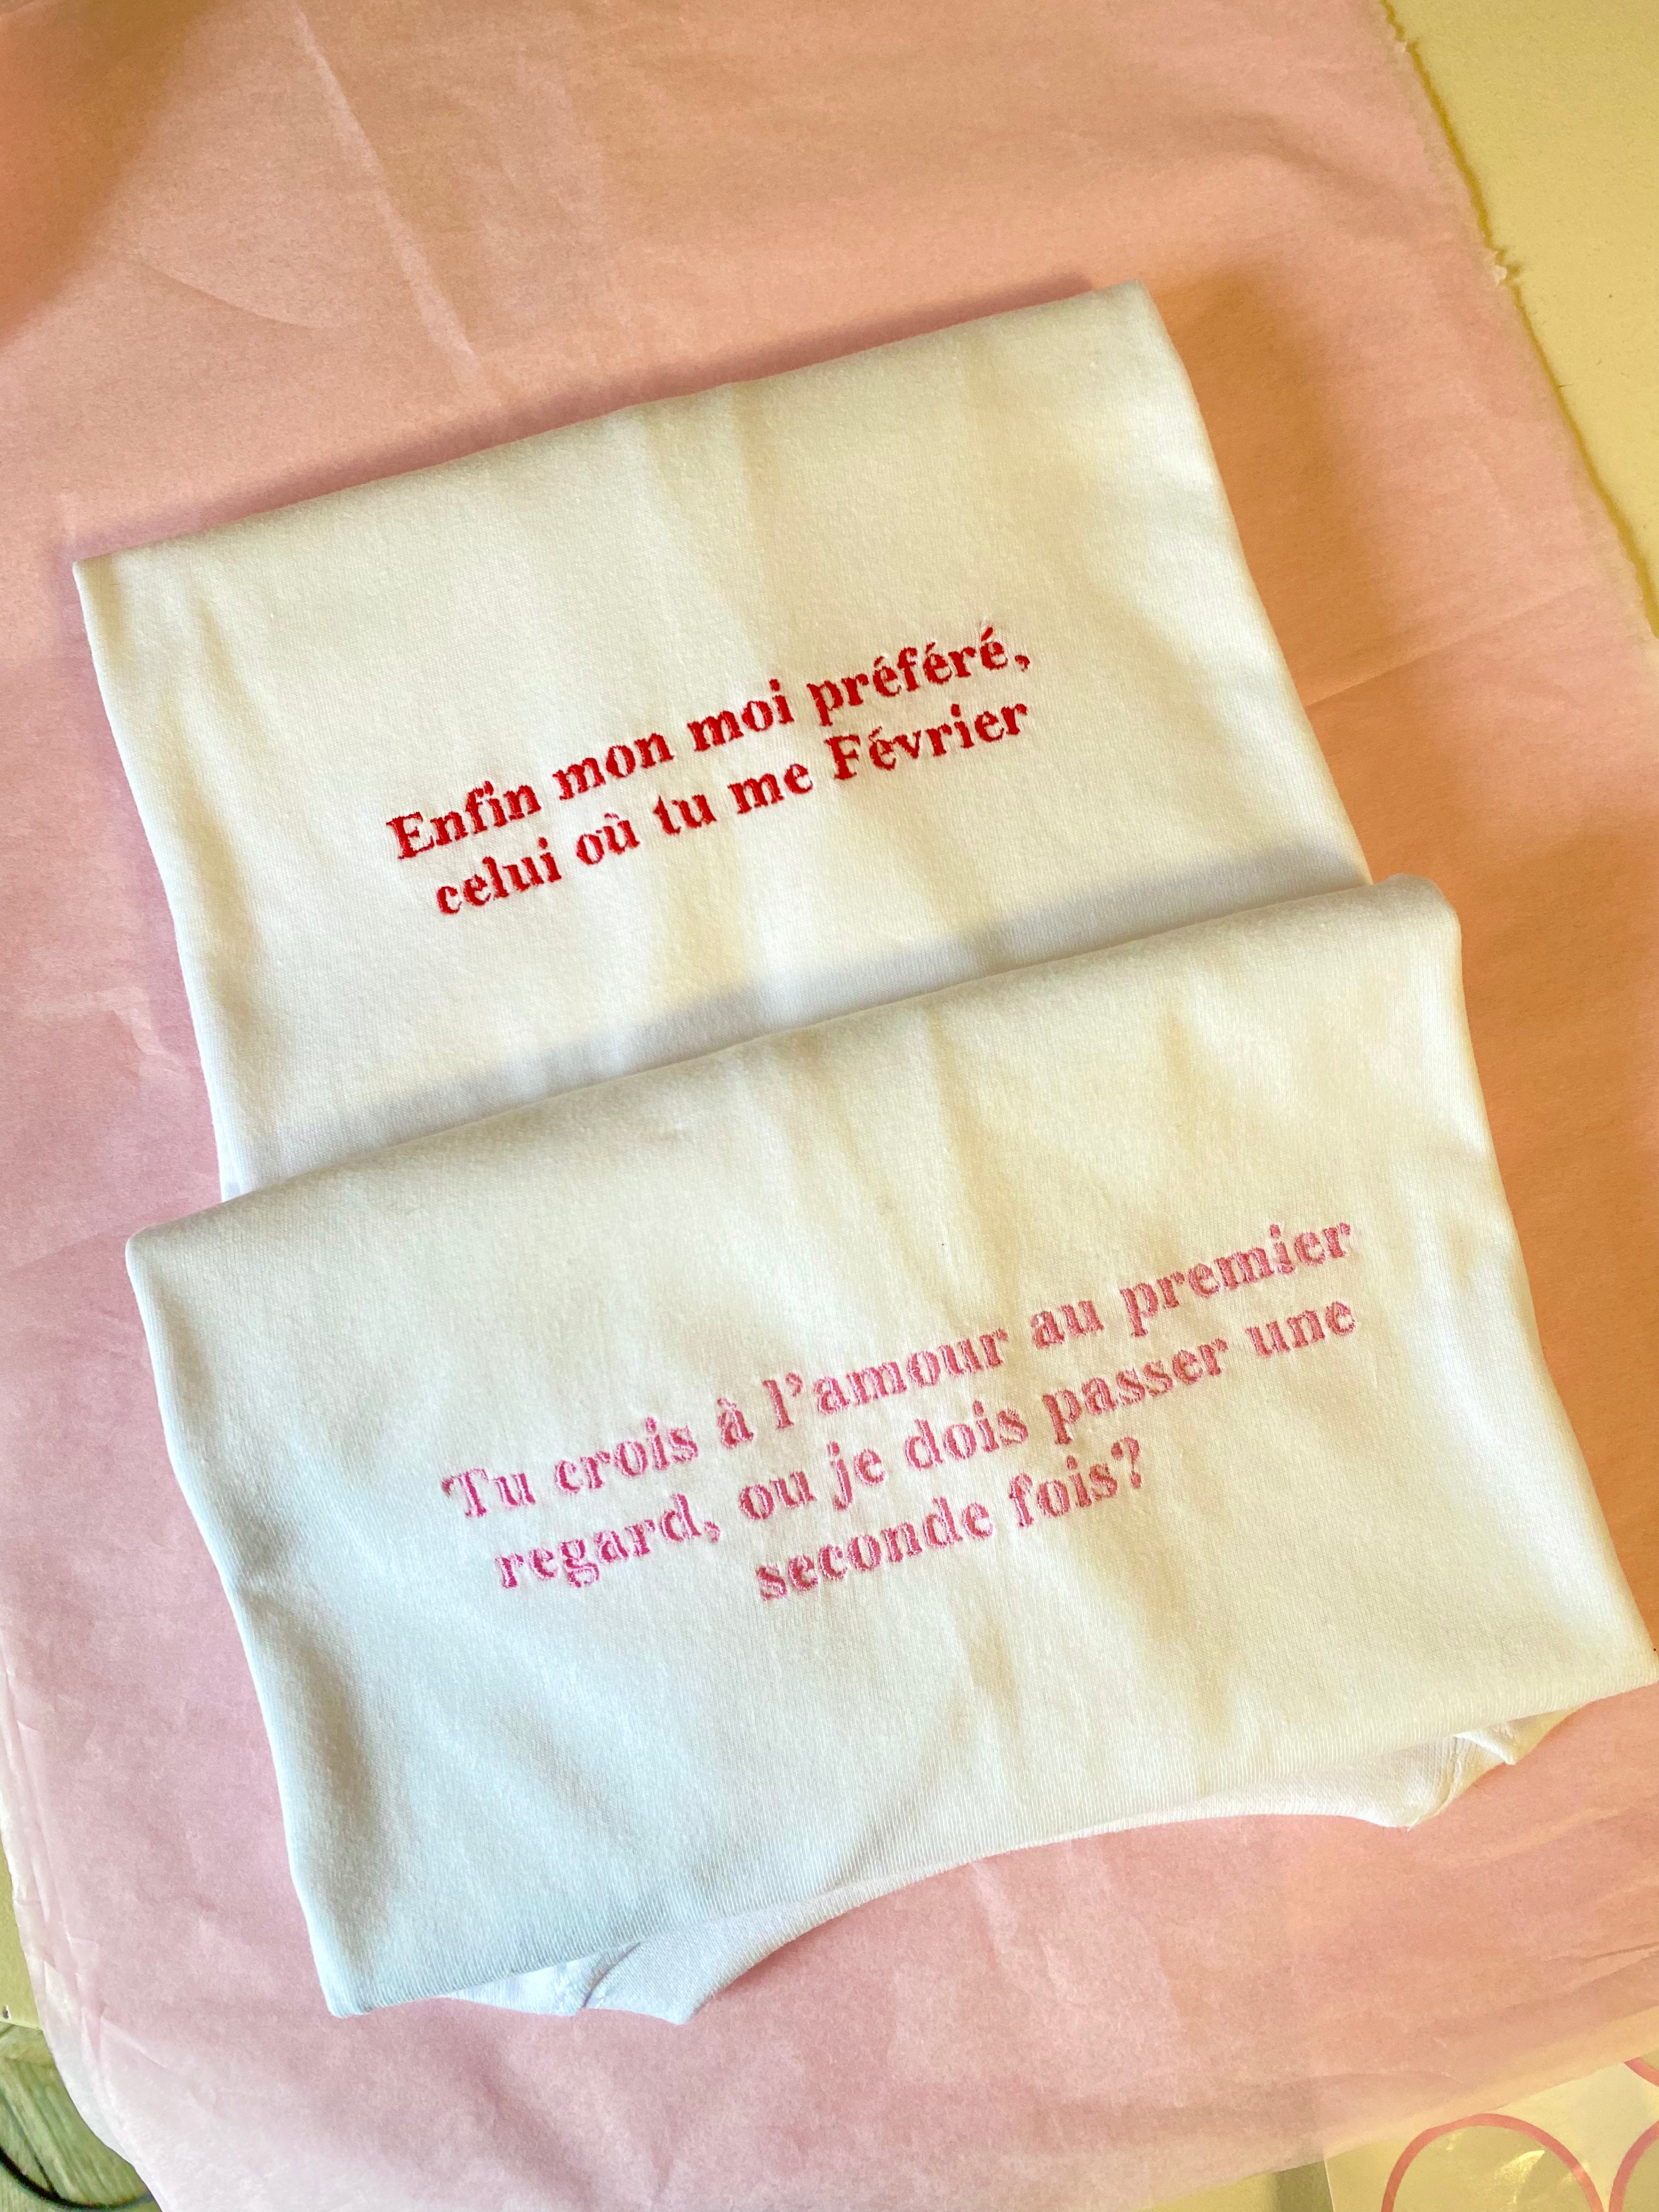 Enfin mon moi préféré,
celui où tu me Février
Tu crois à l'amour au premier
regard, ou je dois passer une
seconde fois?